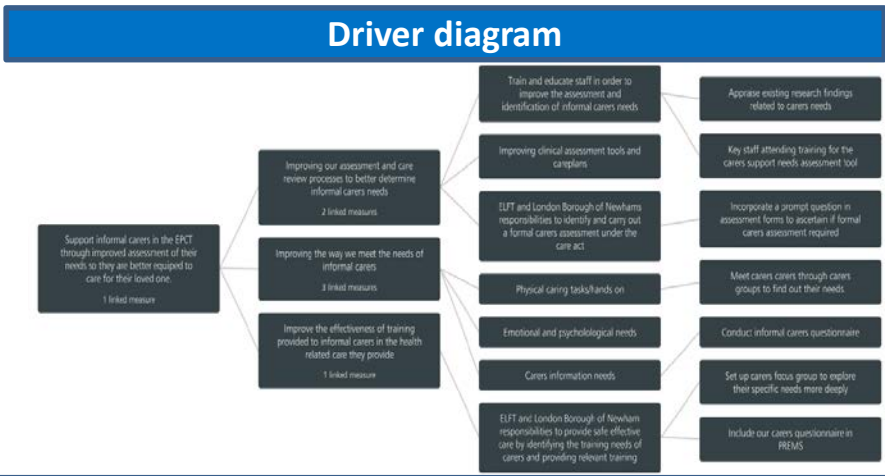 Driver diagram
Support informal carers in the EPCT
through improved assessment of their
needs so they are better equiped to
care for their loved one.
1 linked measure
Improving our assessment and care
review processes to better determine
informal carers needs
2 linked measures
Improving the way we meet the needs of
informal carers
3 linked measures
Improve the effectiveness of training
provided to informal carers in the health
related care they provide
1 linked measure
Train and educate staff in order to
improve the assessment and
identification of informal carers needs
Improving clinical assessment tools and
careplans
ELFT and London Borough of Newhams
responsibilities to identify and carry out
a formal carers assessment under the
care act
Physical caring tasks/hands on
Emotional and psycholological needs
Carers information needs
ELFT and London Borough of Newham
responsibilities to provide safe effective
care by identifying the training needs of
carers and providing relevant training
Appraise existing research findings
related to carers needs
Key staff attending training for the
carers support needs assessment tool
Incorporate a prompt question in
assessment forms to ascertain if formal
carers assessment required
Meet carers carers through carers
groups to find out their needs
Conduct informal carers questionnaire
Set up carers focus group to explore
their specific needs more deeply
Include our carers questionnaire in
PREMS